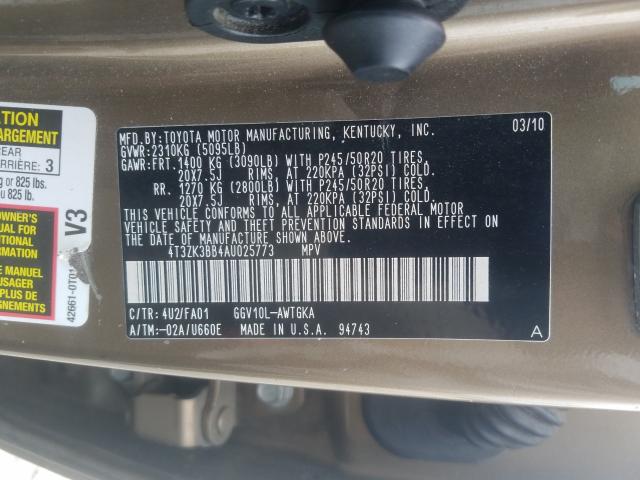 TION
ARGEMENT
REAR
ARRIÈRE: 3
g or 825 lbs.
u 825 lb.
OWNER'S
UAL FOR
DITIONAL
RMATION
E MANUEL
'USAGER
PLUS DE
EMENTS
V3
42661-0T01
MFD.BY:TOYOTA MOTOR MANUFACTURING, KENTUCKY, INC. 03/10
GVWR:2310KG (5095LB)
GAWR:FRT.1400 KG (3090LB) WITH P245/50R20 TIRES,
20X7.5J RIMS, AT 220KPA (32PSI) COLD.
RR. 1270 KG (2800LB) WITH P245/50R20 TIRES,
20X7.5J RIMS, AT 220KPA (32PSI) COLD.
THIS VEHICLE CONFORMS TO ALL APPLICABLE FEDERAL MOTOR
VEHICLE SAFETY AND THEFT PREVENTION STANDARDS IN EFFECT ON
THE DATE OF MANUFACTURE SHOWN ABOVE.
4T3ZK3BB4AU025773 MPV
C/TR: 4U2/FA01 GGV10L-AWTGKA
A/TM:-02A/U660E MADE IN U.S.A. 94743 A